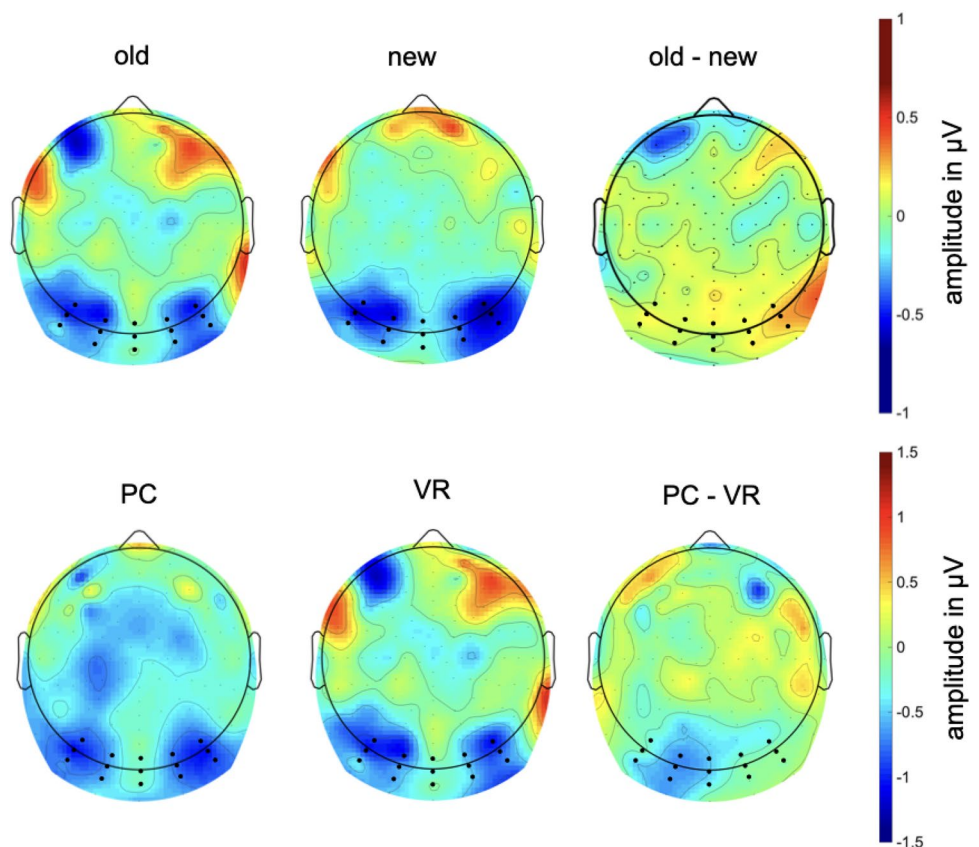 old
new
old - new
1
0.5
0
-0.5
-1
amplitude in µV
PC
VR
PC - VR
1.5
1
0.5
0
-0.5
-1
-1.5
amplitude in µV